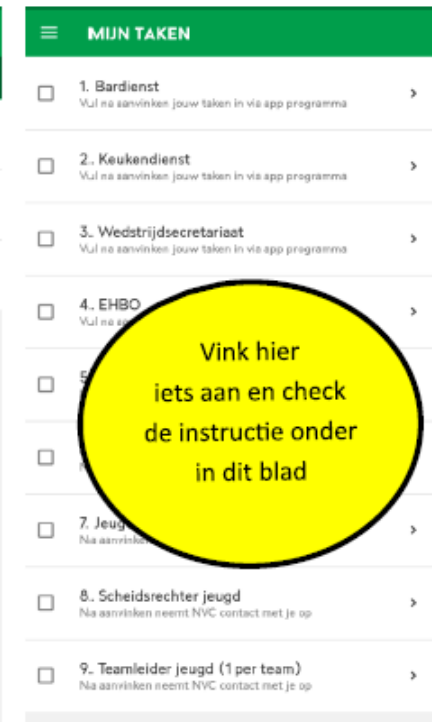 MIJN TAKEN
1. Bardienst
Vul na aanvinken jouw taken in via app programma
2.. Keukendienst
Vul na aanvinken jouw taken in via app programma
3.. Wedstrijdsecretariaat
Vul na aanvinken jouw taken in via app programma
4.. EHBO
Vul na
Vink hier
iets aan en check
de instructie onder
in dit blad
7. Jeug
Na aanvinke
8.. Scheidsrechter jeugd
Na aanvinken neemt NVC contact met je op
9.. Teamleider jeugd (1 per team)
Na aanvinken neemt NVC contact met je op